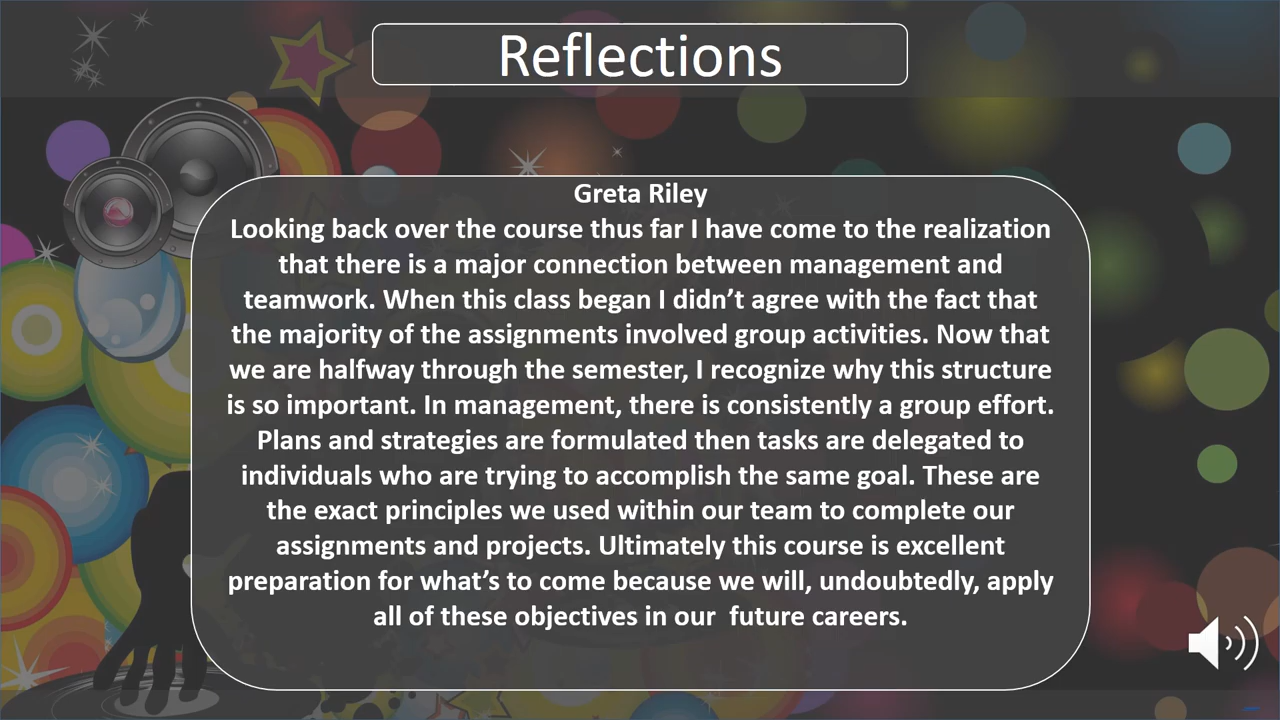 Reflections
Greta Riley
Looking back over the course thus far I have come to the realization
that there is a major connection between management and
teamwork. When this class began I didn’t agree with the fact that
the majority of the assignments involved group activities. Now that
we are halfway through the semester, I recognize why this structure
is so important. In management, there is consistently a group effort.
Plans and strategies are formulated then tasks are delegated to
individuals who are trying to accomplish the same goal. These are
the exact principles we used within our team to complete our
assignments and projects. Ultimately this course is excellent
preparation for what’s to come because we will, undoubtedly, apply
all of these objectives in our  future careers.